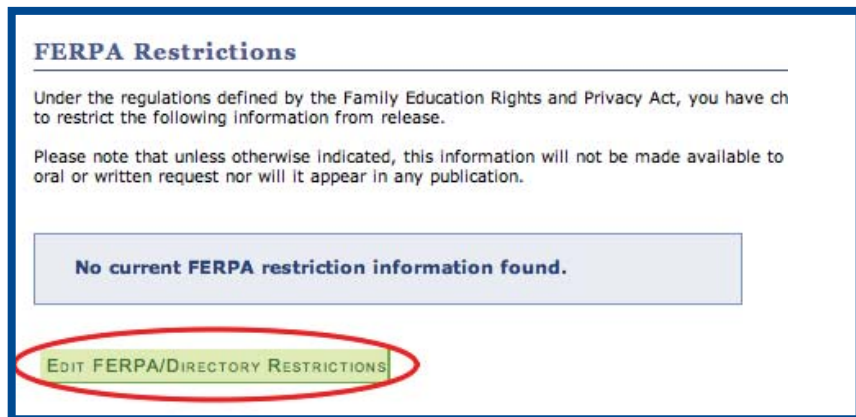 FERPA Restrictions
Under the regulations defined by the Family Education Rights and Privacy Act, you have ch
to restrict the following information from release.
Please note that unless otherwise indicated, this information will not be made available to
oral or written request nor will it appear in any publication.
No current FERPA restriction information found.
EDIT FERPA/DIRECTORY RESTRICTIONS